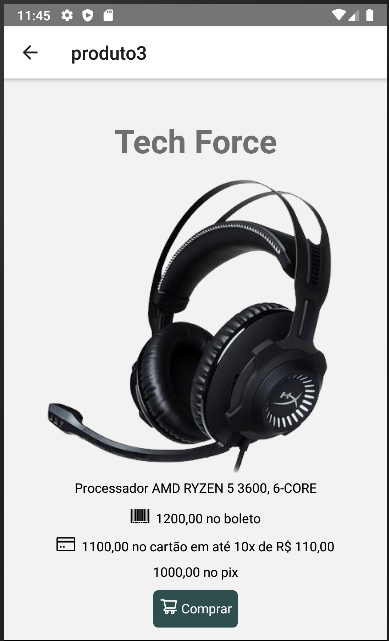 11:45
produto3
Tech Force
HX
Processador AMD RYZEN 5 3600, 6-CORE
1200,00 no boleto
1100,00 no cartão em até 10x de R$ 110,00
1000,00 no pix
Comprar